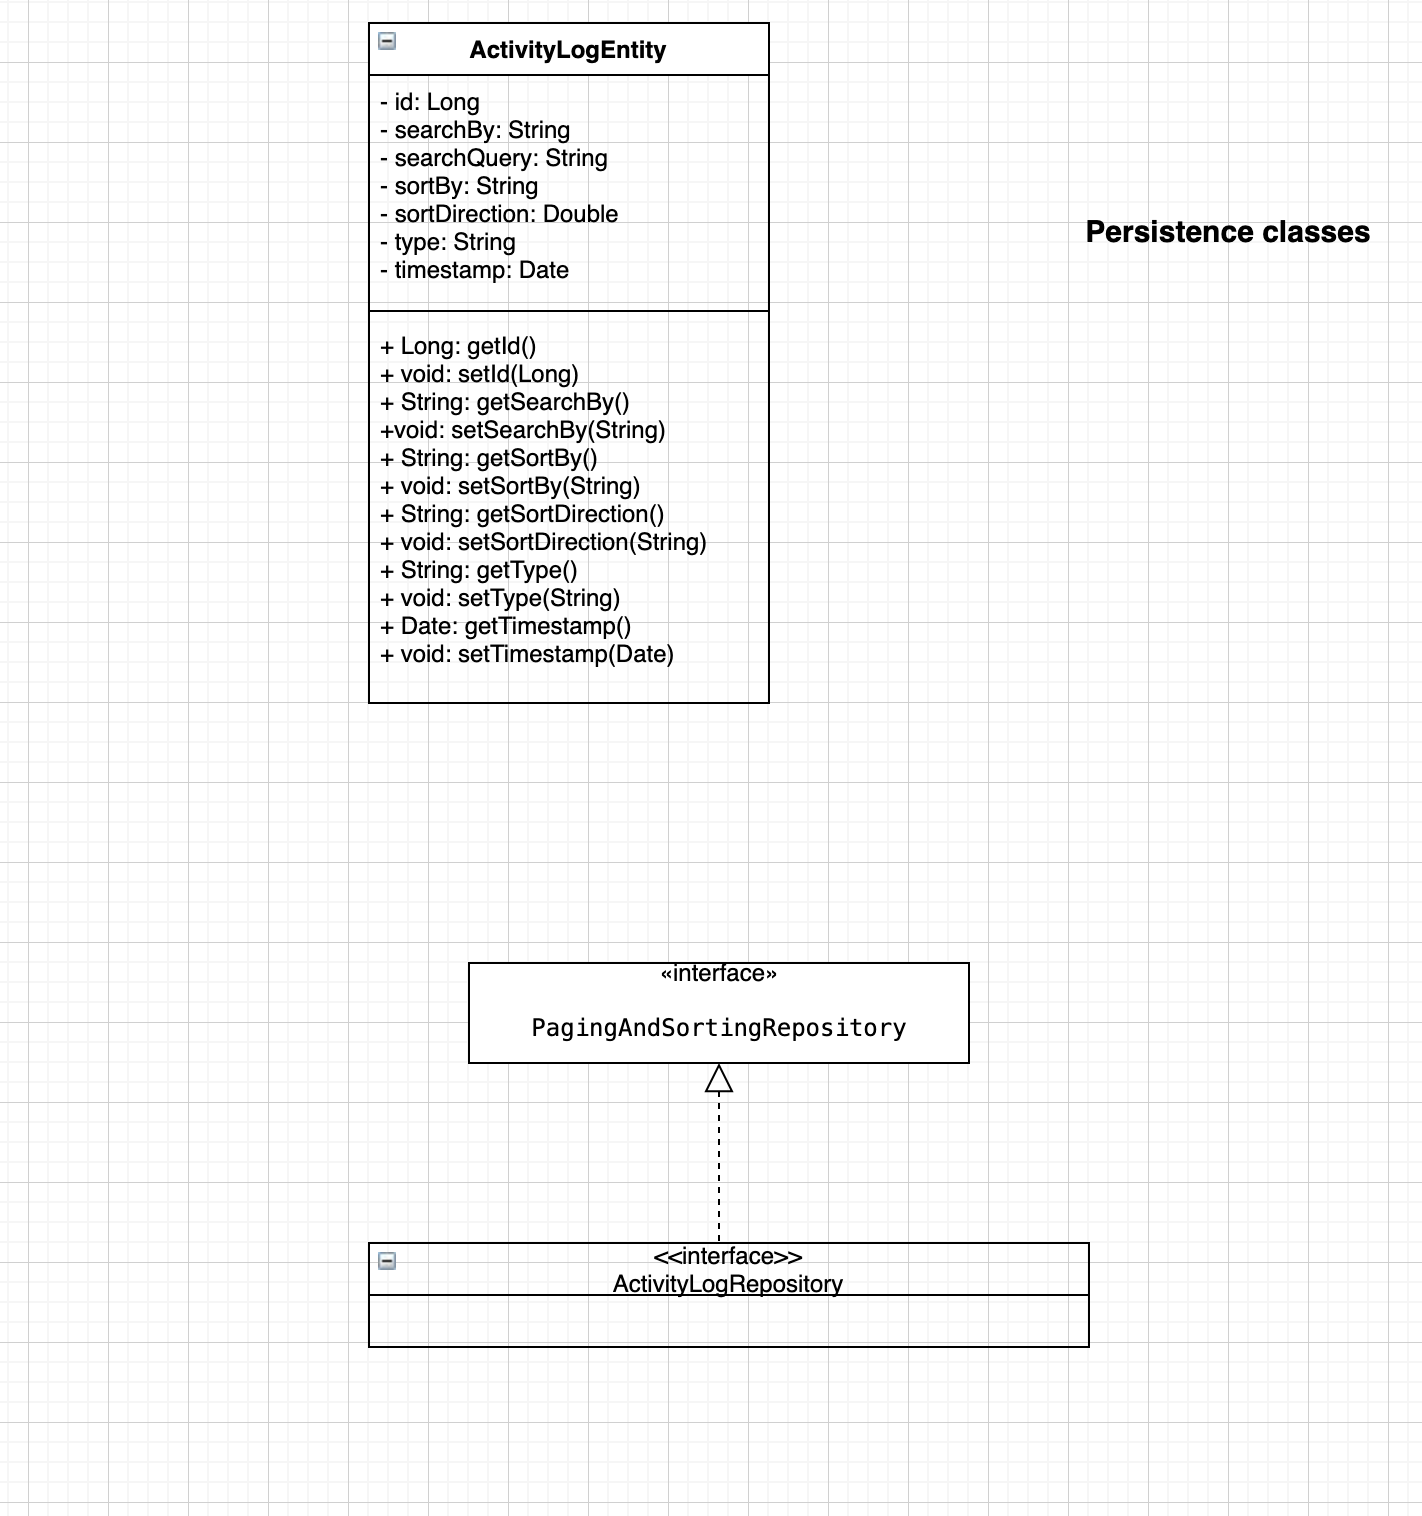 ActivityLogEntity
- id: Long
- searchBy: String
- searchQuery: String
- sortBy: String
- sortDirection: Double
- type: String
- timestamp: Date
Persistence classes
+ Long: getId()
+ void: setId(Long)
+ String: getSearchBy()
+void: setSearchBy(String)
+ String: getSortBy()
+ void: setSortBy(String)
+ String: getSortDirection()
+ void: setSortDirection(String)
+ String: getType()
+ void: setType(String)
+ Date: getTimestamp()
+ void: setTimestamp(Date)
«interface»
PagingAndSortingRepository
<<interface>>
ActivityLogRepository